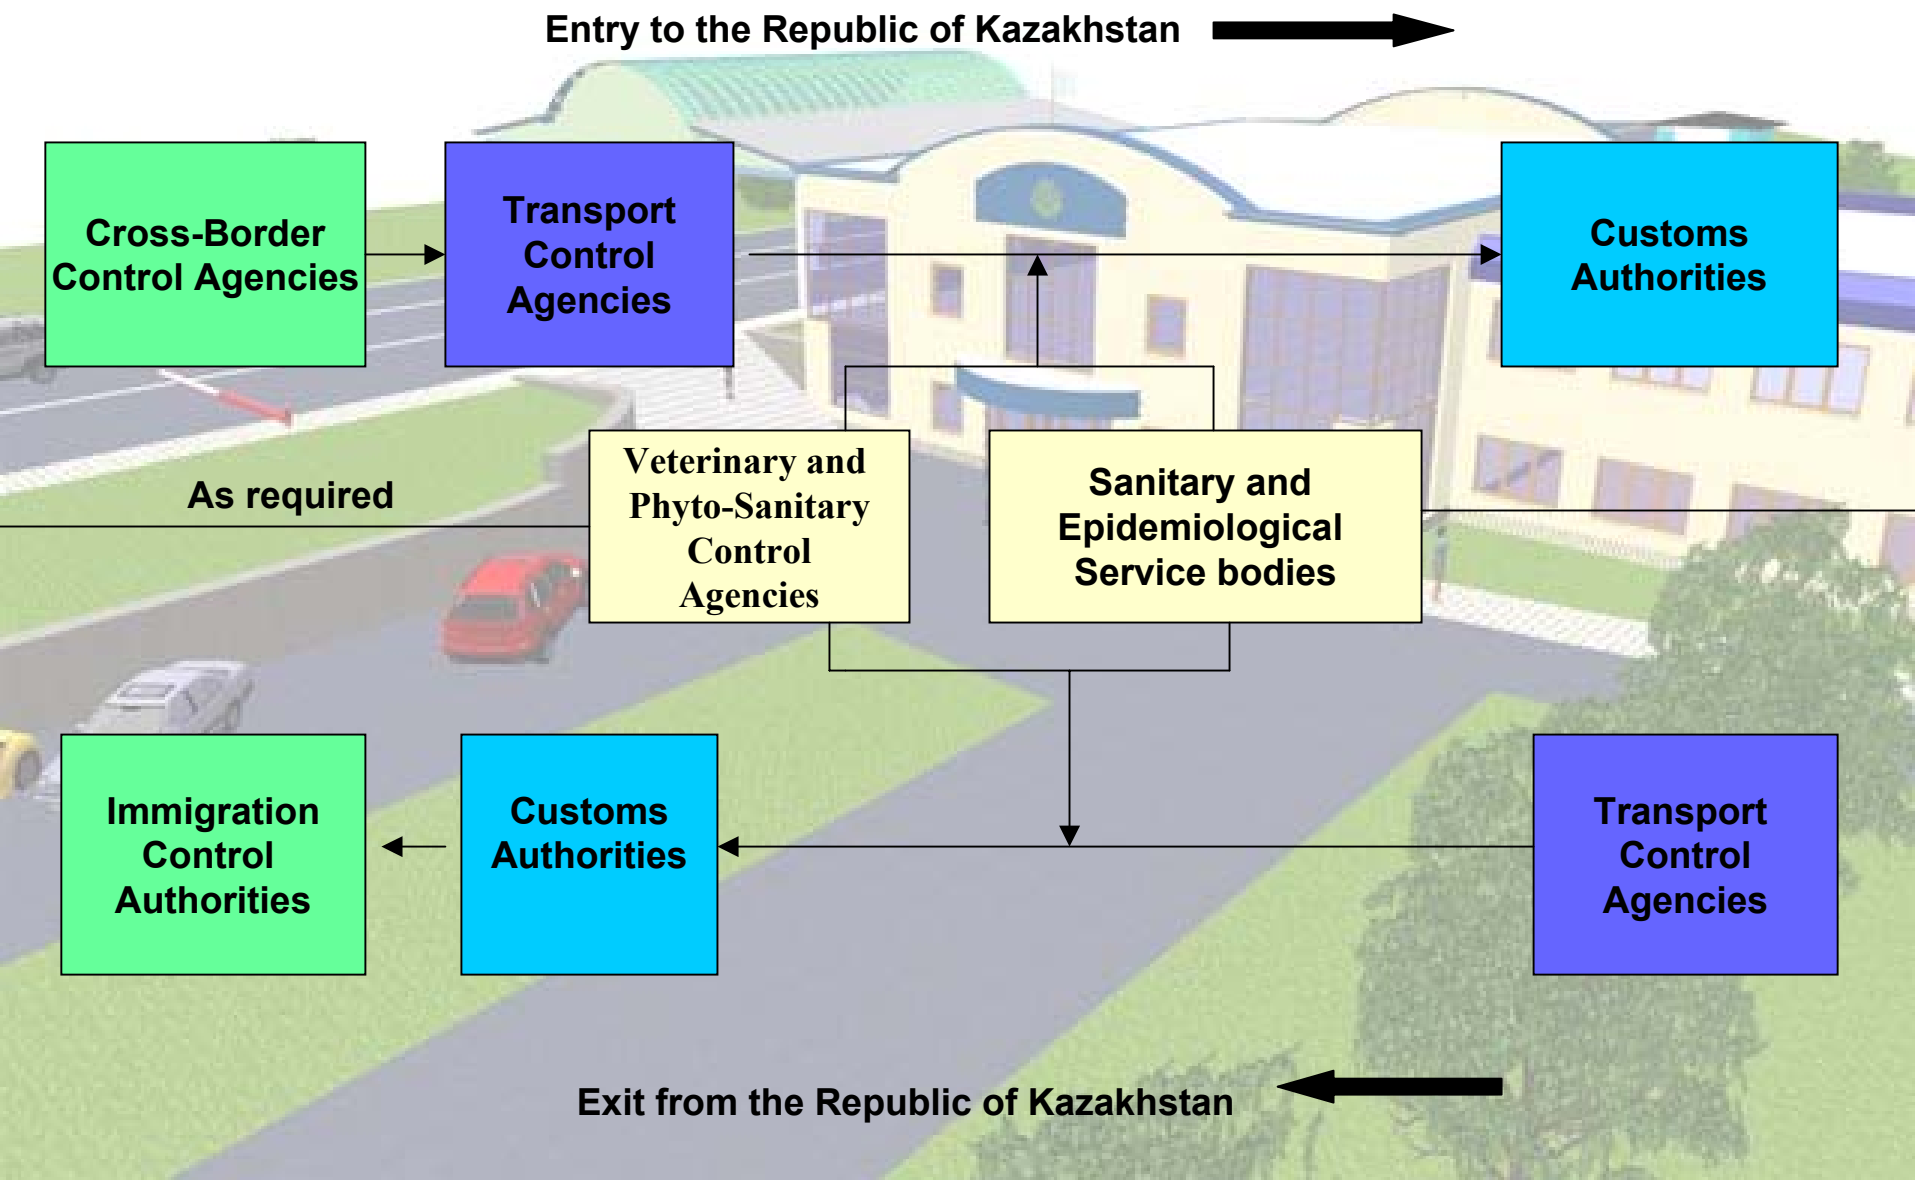 Entry to the Republic of Kazakhstan
Cross-Border
Control Agencies
Transport
Control
Agencies
Customs
Authorities
As required
Veterinary and
Phyto-Sanitary
Control
Agencies
Sanitary and
Epidemiological
Service bodies
Immigration
Control
Authorities
Customs
Authorities
Transport
Control
Agencies
Exit from the Republic of Kazakhstan